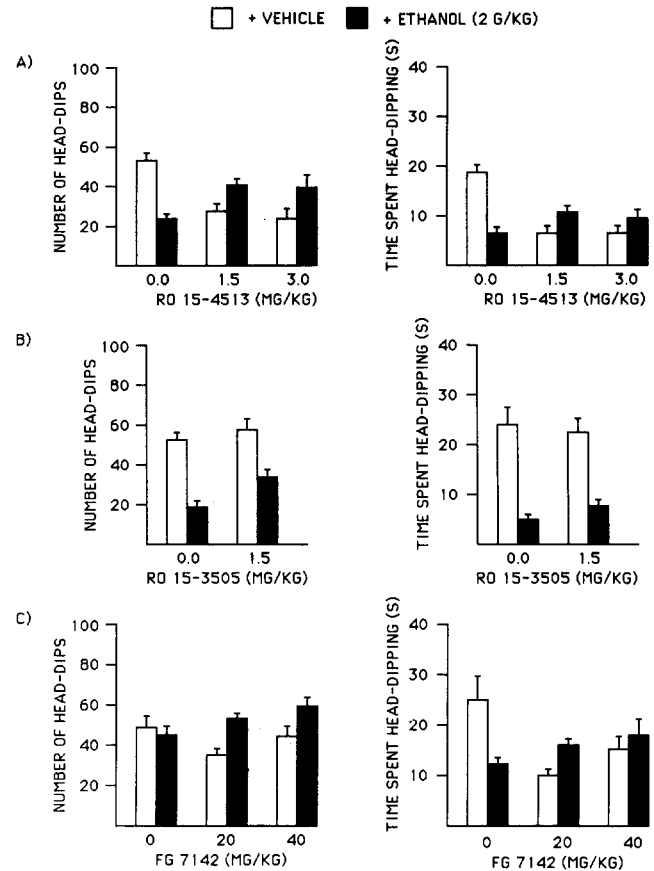 + VEHICLE + ETHANOL (2 G/KG)
A)
NUMBER OF HEAD-DIPS
100
80
60
40
20
0.0 1.5 3.0
RO 15-4513 (MG/KG)
TIME SPENT HEAD-DIPPING (S)
40
30
20
10
0.0 1.5 3.0
RO 15-4513 (MG/KG)
B)
NUMBER OF HEAD-DIPS
100
80
60
40
20
0.0 1.5
RO 15-3505 (MG/KG)
TIME SPENT HEAD-DIPPING (S)
40
30
20
10
0.0 1.5
RO 15-3505 (MG/KG)
C)
NUMBER OF HEAD-DIPS
100
80
60
40
20
0 20 40
FG 7142 (MG/KG)
TIME SPENT HEAD-DIPPING (S)
40
30
20
10
0 20 40
FG 7142 (MG/KG)